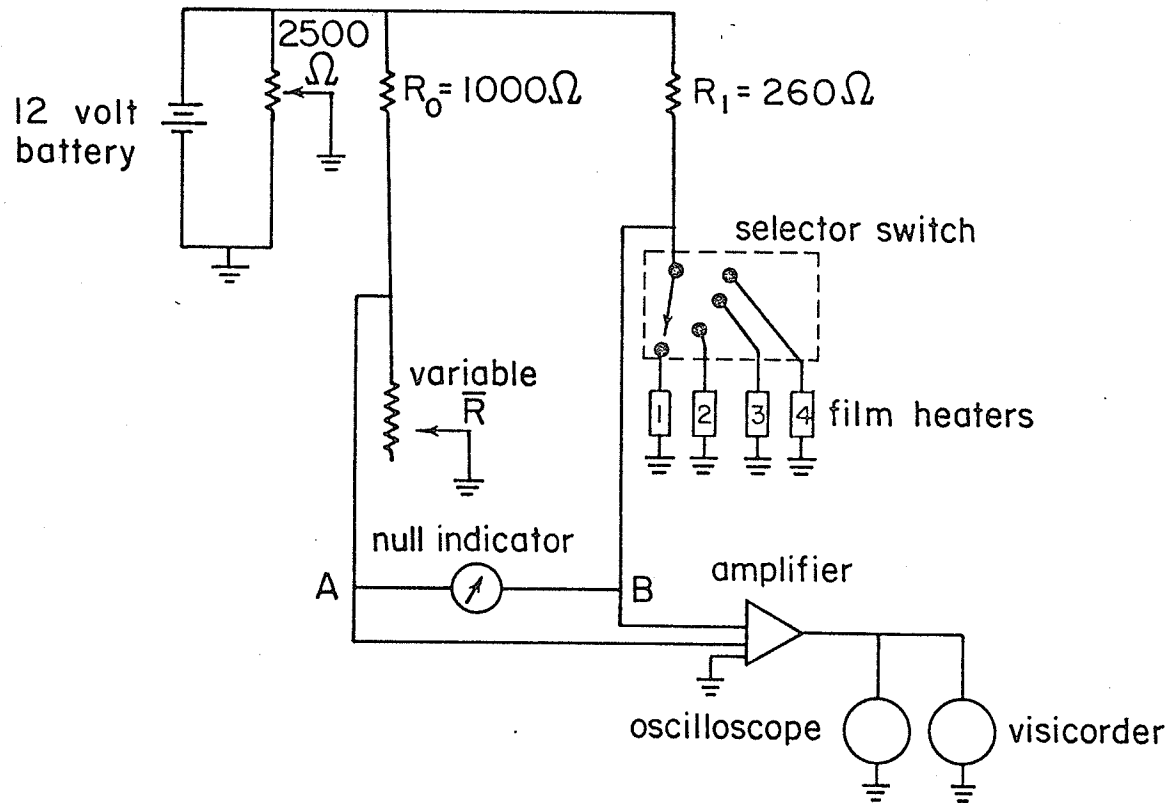 2500
Ω
12 volt
battery
R₀ = 1000Ω
R₁ = 260Ω
selector switch
variable
R̅
1
2
3
4
film heaters
null indicator
A
B
amplifier
oscilloscope
visicorder